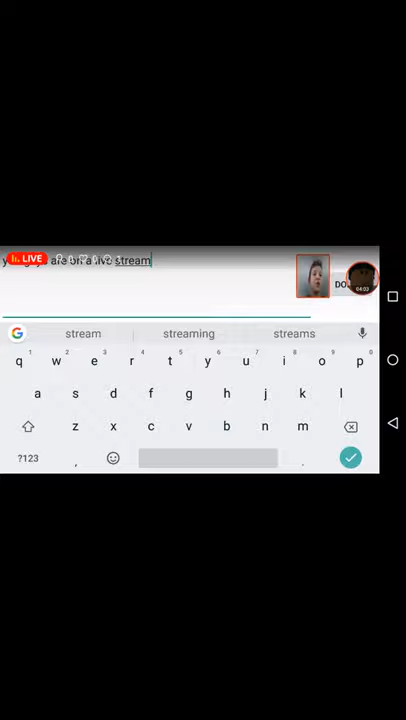 LIVE
are on a live stream
DO
04:03
stream streaming streams
G
q 1 w 2 e 3 r 4 t 5 y 6 u 7 i 8 o 9 p 0
a s d f g h j k l
z x c v b n m
?123 , .